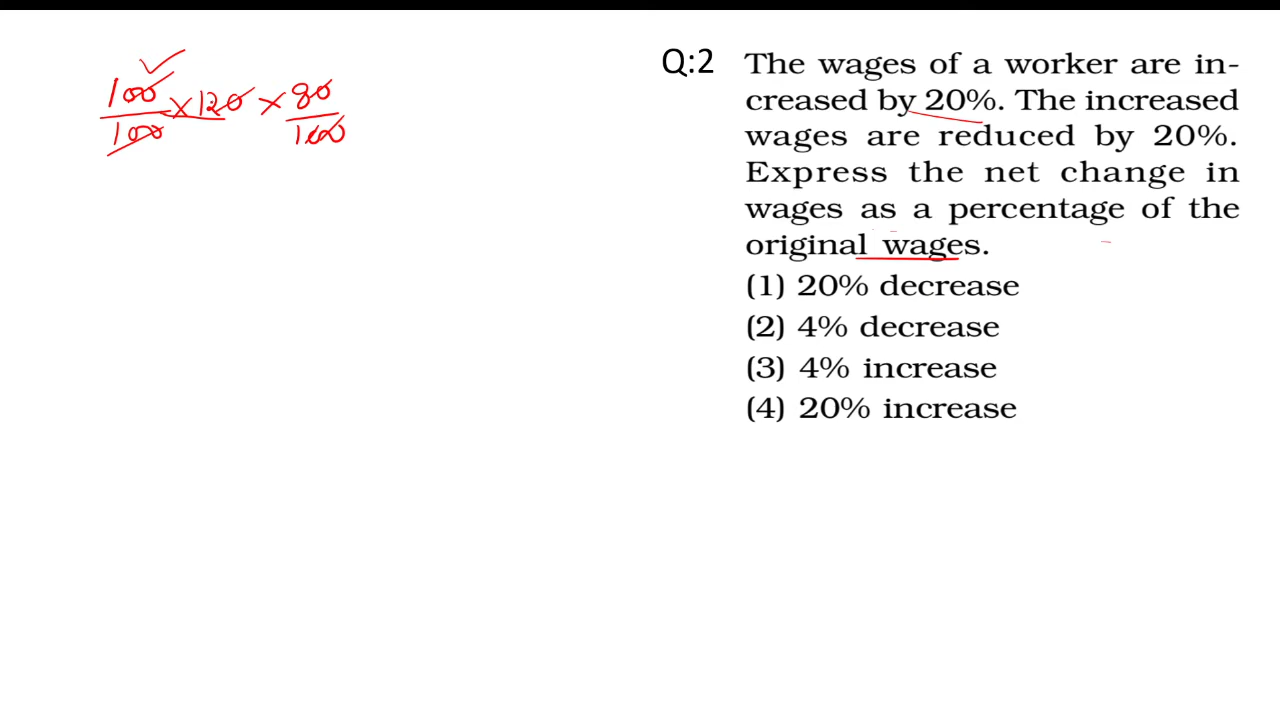 100/100 × 120 × 80/100
Q:2 The wages of a worker are in-
creased by 20%. The increased
wages are reduced by 20%.
Express the net change in
wages as a percentage of the
original wages.
(1) 20% decrease
(2) 4% decrease
(3) 4% increase
(4) 20% increase